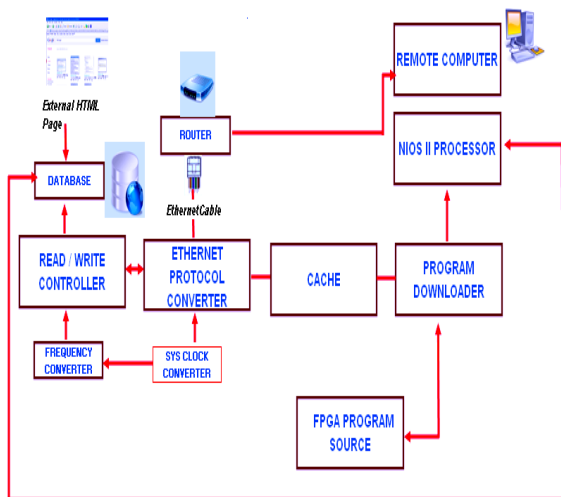 External HTML
Page
ROUTER
REMOTE COMPUTER
NIOS II PROCESSOR
DATABASE
EthernetCable
READ / WRITE
CONTROLLER
ETHERNET
PROTOCOL
CONVERTER
CACHE
PROGRAM
DOWNLOADER
FREQUENCY
CONVERTER
SYS CLOCK
CONVERTER
FPGA PROGRAM
SOURCE